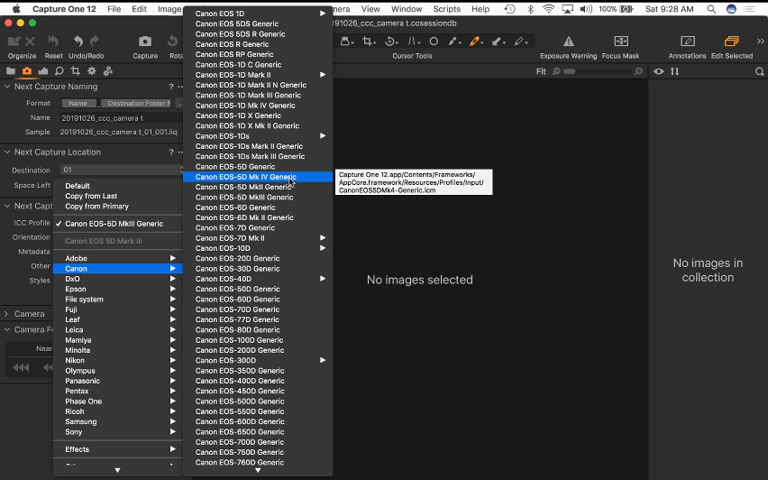 Capture One 12 File Edit Image mera View Window Scripts Help 100% Sat 9:28 AM
20191026_ccc_camera t.cosessiondb
Organize Reset Undo/Redo Capture Rota Cursor Tools Exposure Warning Focus Mask Annotations Edit Selected
Next Capture Naming ? ...
Format Name Destination Folder N ...
Name 20191026_ccc_camera t
Sample 20191026_ccc_camera t_01_001.iiq
Next Capture Location ? ...
Destination 01
Space Left
Next Capt
ICC Profile
Orientation
Metadata
Other
Styles
Camera
Camera Fo
Near
Default
Copy from Last
Copy from Primary
✓ Canon EOS-5D MkIII Generic
Canon EOS 5D Mark III
Adobe
Canon
DxO
Epson
File system
Fuji
Leaf
Leica
Mamiya
Minolta
Nikon
Olympus
Panasonic
Pentax
Phase One
Ricoh
Samsung
Sony
Effects
Canon EOS 1D
Canon EOS 5DS Generic
Canon EOS 5DS R Generic
Canon EOS R Generic
Canon EOS RP Generic
Canon EOS-1D C Generic
Canon EOS-1D Mark II
Canon EOS-1D Mark II N Generic
Canon EOS-1D Mark III Generic
Canon EOS-1D Mk IV Generic
Canon EOS-1D X Generic
Canon EOS-1D X Mk II Generic
Canon EOS-1Ds
Canon EOS-1Ds Mark II Generic
Canon EOS-1Ds Mark III Generic
Canon EOS-5D Generic
Canon EOS-5D Mk IV Generic
Canon EOS-5D MkII Generic
Canon EOS-5D MkIII Generic
Canon EOS-6D Generic
Canon EOS-6D Mk II Generic
Canon EOS-7D Generic
Canon EOS-7D Mk II
Canon EOS-10D
Canon EOS-20D Generic
Canon EOS-30D Generic
Canon EOS-40D
Canon EOS-50D Generic
Canon EOS-60D Generic
Canon EOS-70D Generic
Canon EOS-77D Generic
Canon EOS-80D Generic
Canon EOS-100D Generic
Canon EOS-200D Generic
Canon EOS-300D
Canon EOS-350D Generic
Canon EOS-400D Generic
Canon EOS-450D Generic
Canon EOS-500D Generic
Canon EOS-550D Generic
Canon EOS-600D Generic
Canon EOS-650D Generic
Canon EOS-700D Generic
Canon EOS-750D Generic
Canon EOS-760D Generic
Capture One 12.app/Contents/Frameworks/
AppCore.framework/Resources/Profiles/Input/
CanonEOS5DMk4-Generic.icm
Fit
No images selected
No images in
collection